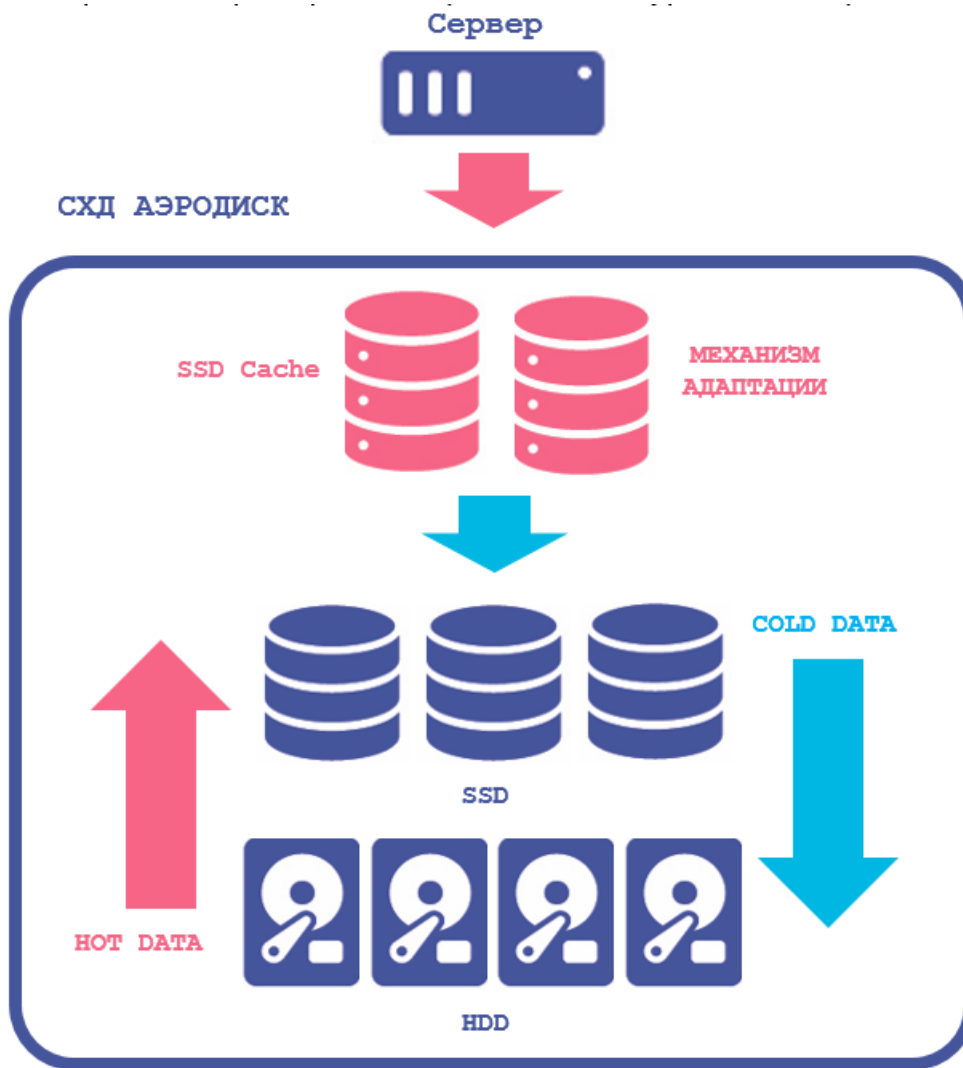 Сервер
СХД АЭРОДИСК
SSD Cache
МЕХАНИЗМ
АДАПТАЦИИ
COLD DATA
SSD
HOT DATA
HDD